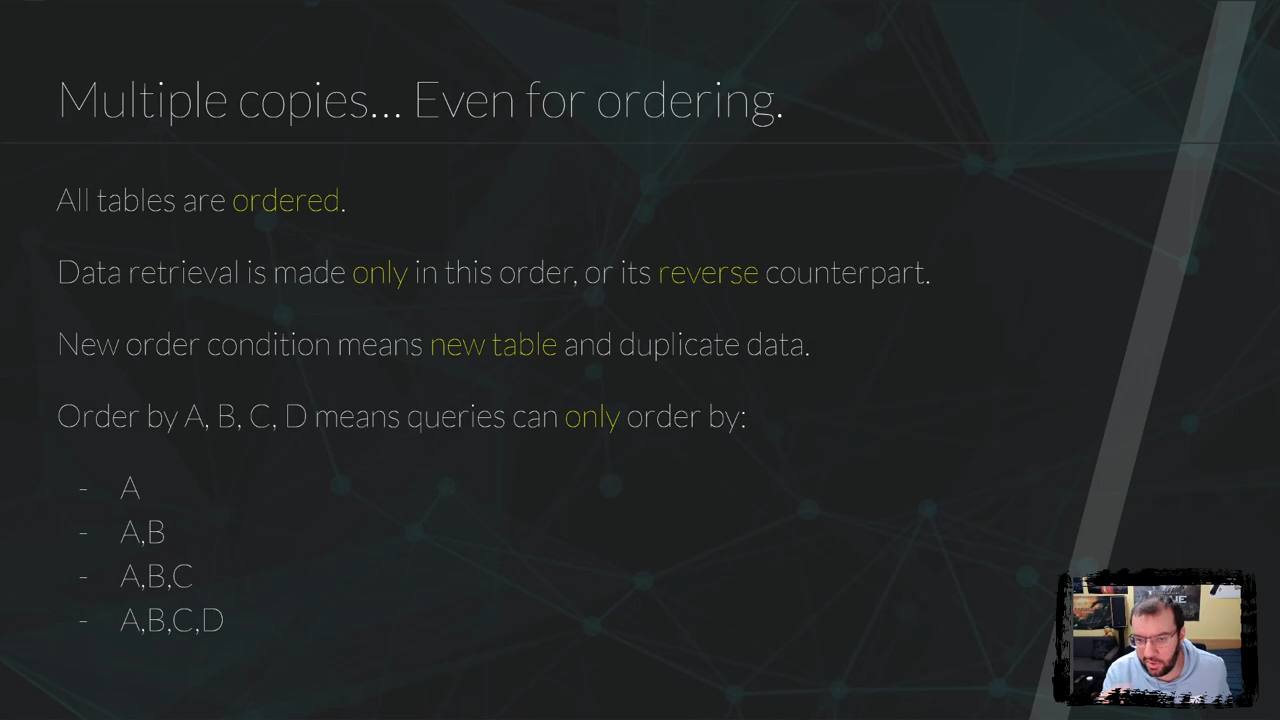 Multiple copies... Even for ordering.
All tables are ordered.
Data retrieval is made only in this order, or its reverse counterpart.
New order condition means new table and duplicate data.
Order by A, B, C, D means queries can only order by:
- A
- A,B
- A,B,C
- A,B,C,D